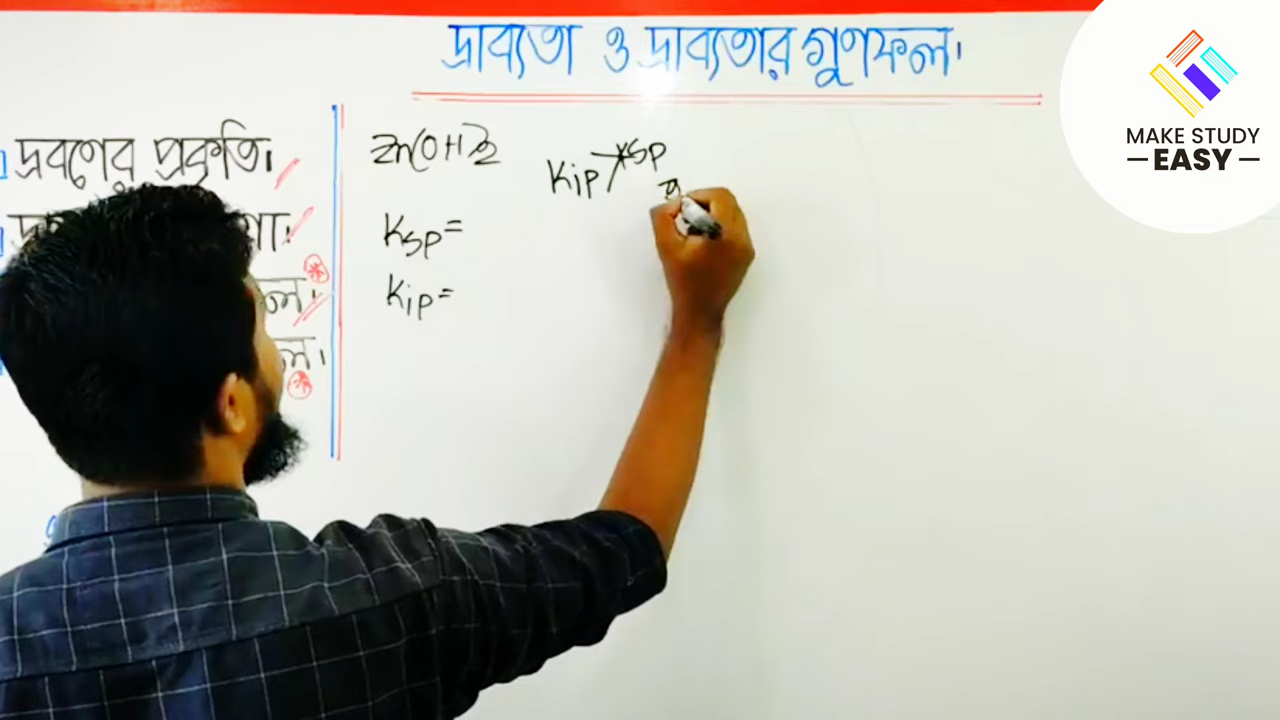 দ্রাব্যতা ও দ্রাব্যতার গুণফল।
MAKE STUDY
EASY
দ্রবণের প্রকৃতি।
Zn(OH)2
Kip Ksp
Ksp=
Kip=